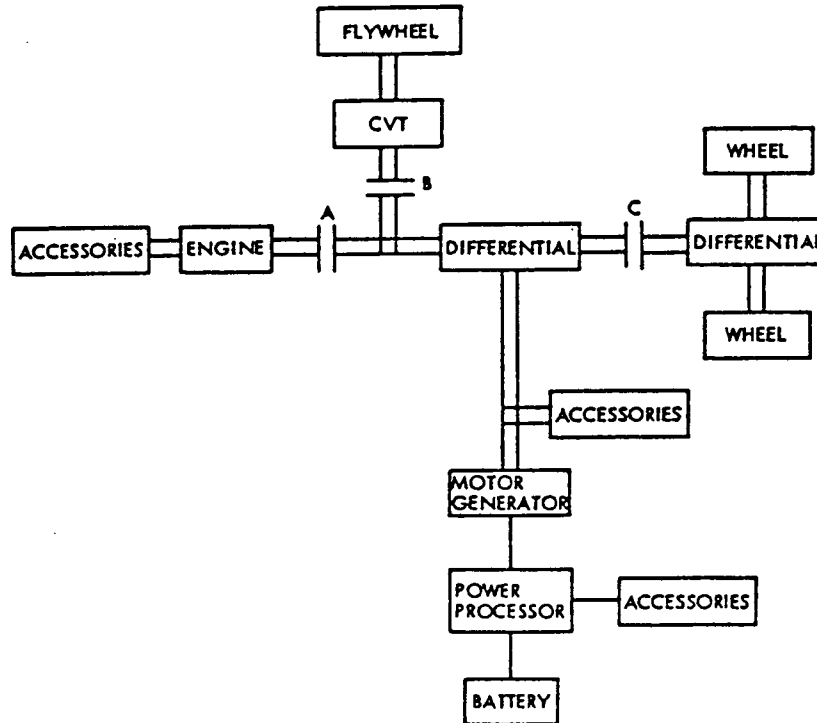 FLYWHEEL
CVT
B
WHEEL
A
C
ACCESSORIES
ENGINE
DIFFERENTIAL
DIFFERENTIAL
WHEEL
ACCESSORIES
MOTOR
GENERATOR
POWER
PROCESSOR
ACCESSORIES
BATTERY